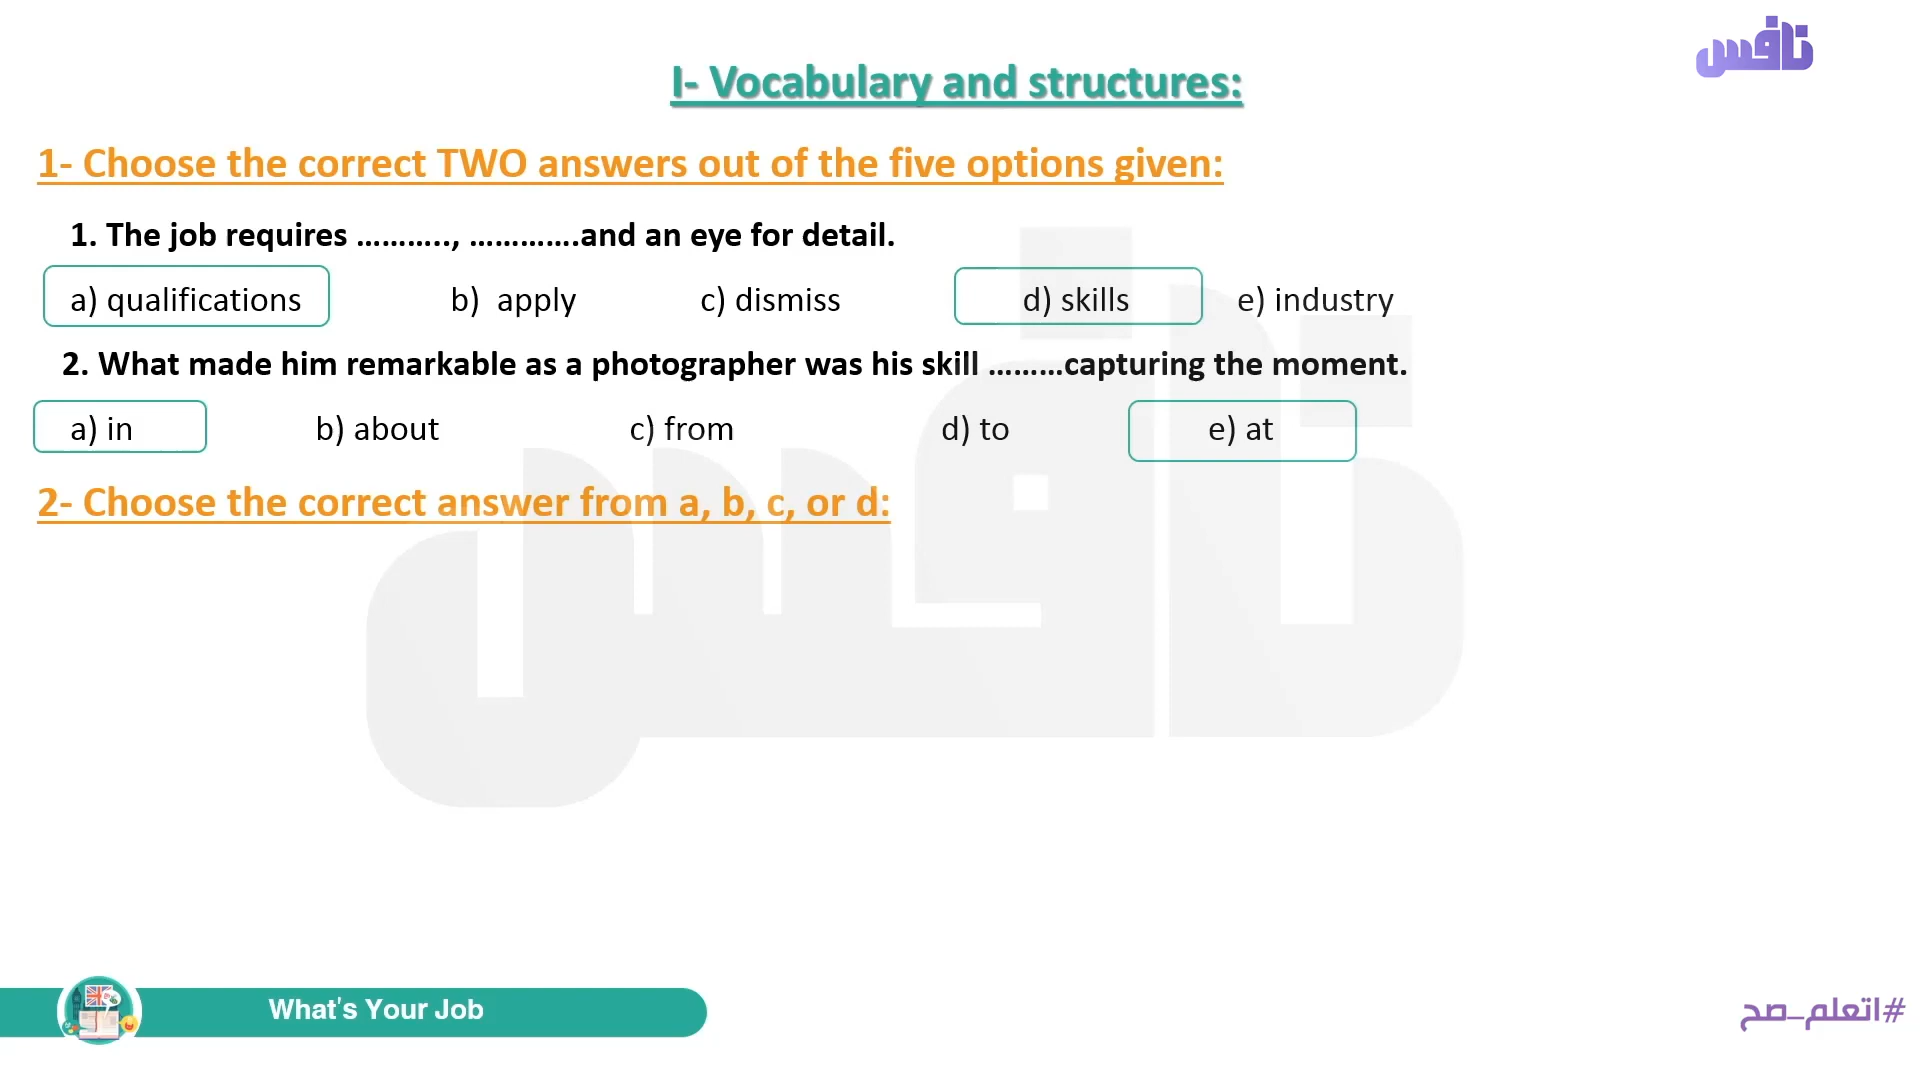 نافس
I- Vocabulary and structures:
1- Choose the correct TWO answers out of the five options given:
1. The job requires ..........., .............and an eye for detail.
a) qualifications b) apply c) dismiss d) skills e) industry
2. What made him remarkable as a photographer was his skill .........capturing the moment.
a) in b) about c) from d) to e) at
2- Choose the correct answer from a, b, c, or d:
نافس
What's Your Job
#اتعلم_صح